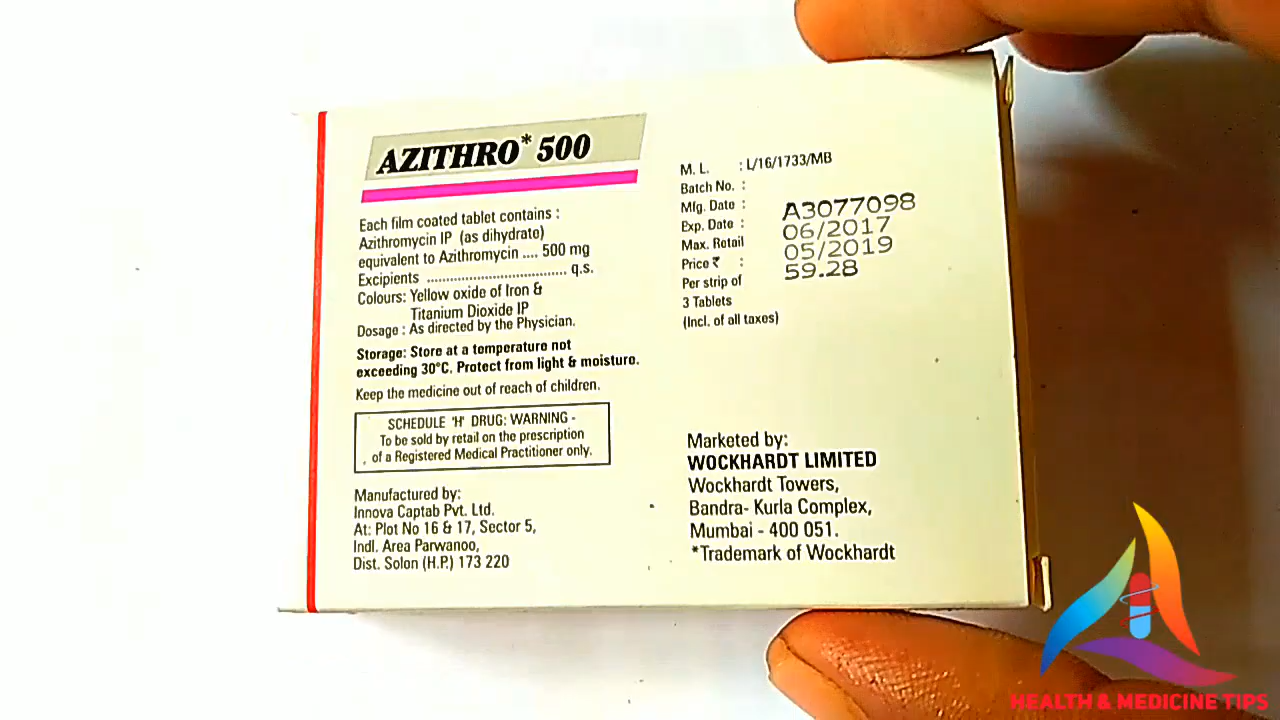 AZITHRO* 500
Each film coated tablet contains :
Azithromycin IP (as dihydrate)
equivalent to Azithromycin .... 500 mg
Excipients .................................. q.s.
Colours: Yellow oxide of Iron &
Titanium Dioxide IP
Dosage : As directed by the Physician.
Storage: Store at a temperature not
exceeding 30°C. Protect from light & moisture.
Keep the medicine out of reach of children.
SCHEDULE 'H' DRUG: WARNING -
To be sold by retail on the prescription
of a Registered Medical Practitioner only.
Manufactured by:
Innova Captab Pvt. Ltd.
At: Plot No 16 & 17, Sector 5,
Indl. Area Parwanoo,
Dist. Solon (H.P.) 173 220
M. L. : L/16/1733/MB
Batch No. :
Mfg. Date :
Exp. Date :
Max. Retail
Price ₹ :
Per strip of
3 Tablets
(Incl. of all taxes)
A3077098
06/2017
05/2019
59.28
Marketed by:
WOCKHARDT LIMITED
Wockhardt Towers,
Bandra- Kurla Complex,
Mumbai - 400 051.
*Trademark of Wockhardt
HEALTH & MEDICINE TIPS